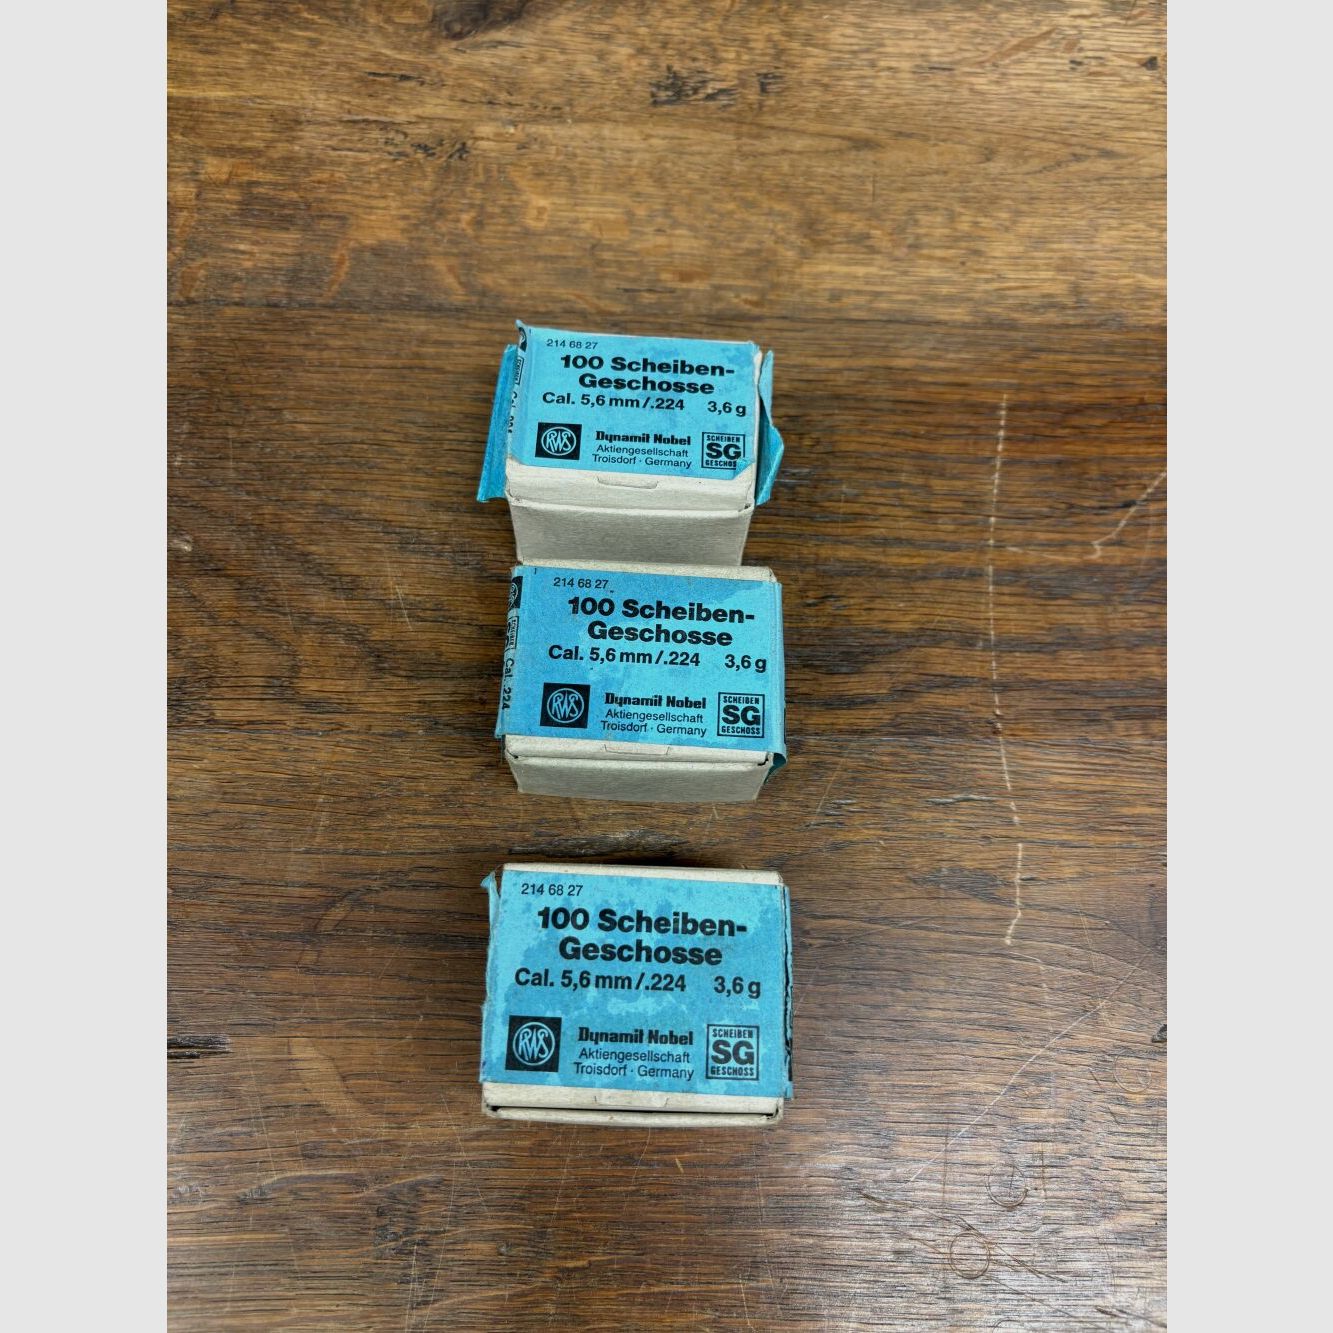 214 68 27
100 Scheiben-
Geschosse
Cal. 5,6 mm/.224 3,6 g
RWS
Dynamit Nobel
Aktiengesellschaft
Troisdorf · Germany
SCHEIBEN
SG
GESCHOSS
214 68 27
100 Scheiben-
Geschosse
Cal. 5,6 mm/.224 3,6 g
RWS
Dynamit Nobel
Aktiengesellschaft
Troisdorf · Germany
SCHEIBEN
SG
GESCHOSS
Cal. 224
214 68 27
100 Scheiben-
Geschosse
Cal. 5,6 mm/.224 3,6 g
RWS
Dynamit Nobel
Aktiengesellschaft
Troisdorf · Germany
SCHEIBEN
SG
GESCHOSS